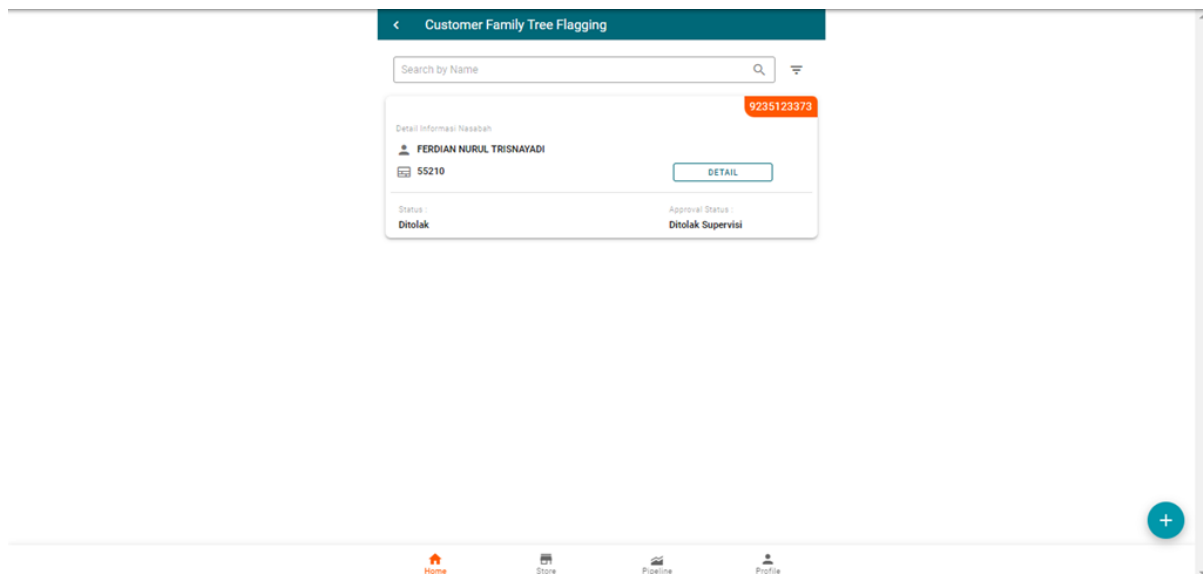 Customer Family Tree Flagging
Search by Name
9235123373
Detail Informasi Nasabah
FERDIAN NURUL TRISNAYADI
55210
DETAIL
Status :
Approval Status :
Ditolak
Ditolak Supervisi
Home
Store
Pipeline
Profile